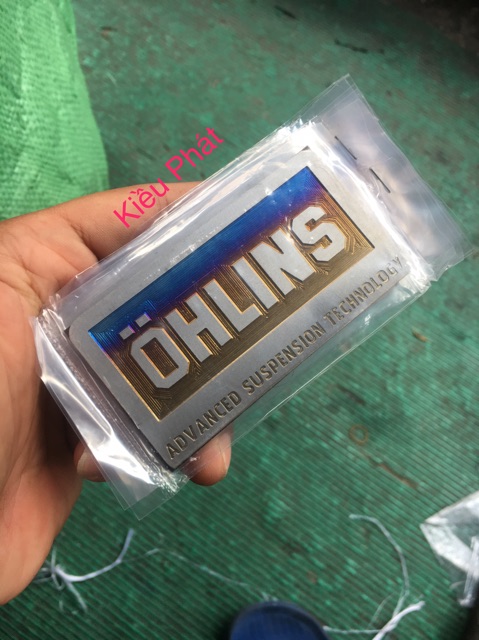 Kiều Phát
ÖHLINS
ADVANCED SUSPENSION TECHNOLOGY